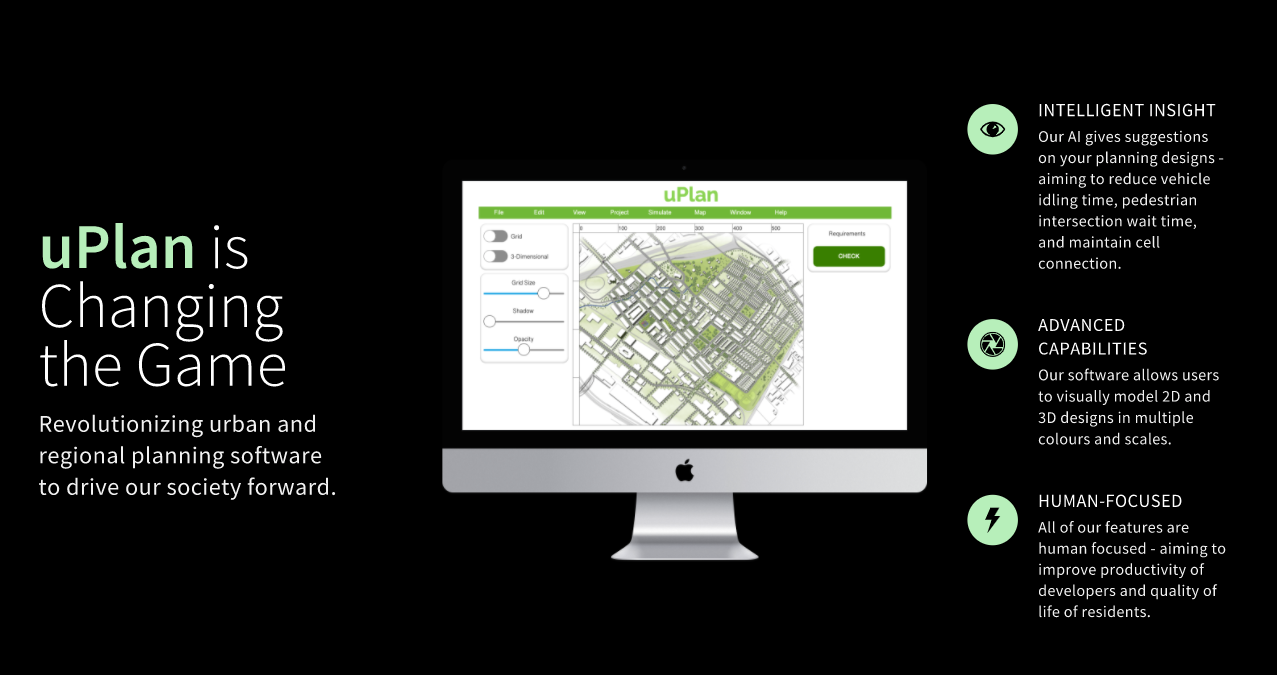 uPlan is
Changing
the Game
Revolutionizing urban and
regional planning software
to drive our society forward.
uPlan
File Edit View Project Simulate Map Window Help
Grid
3-Dimensional
Grid Size
Shadow
Opacity
0 100 200 300 400 500
Requirements
CHECK
INTELLIGENT INSIGHT
Our AI gives suggestions
on your planning designs -
aiming to reduce vehicle
idling time, pedestrian
intersection wait time,
and maintain cell
connection.
ADVANCED
CAPABILITIES
Our software allows users
to visually model 2D and
3D designs in multiple
colours and scales.
HUMAN-FOCUSED
All of our features are
human focused - aiming to
improve productivity of
developers and quality of
life of residents.